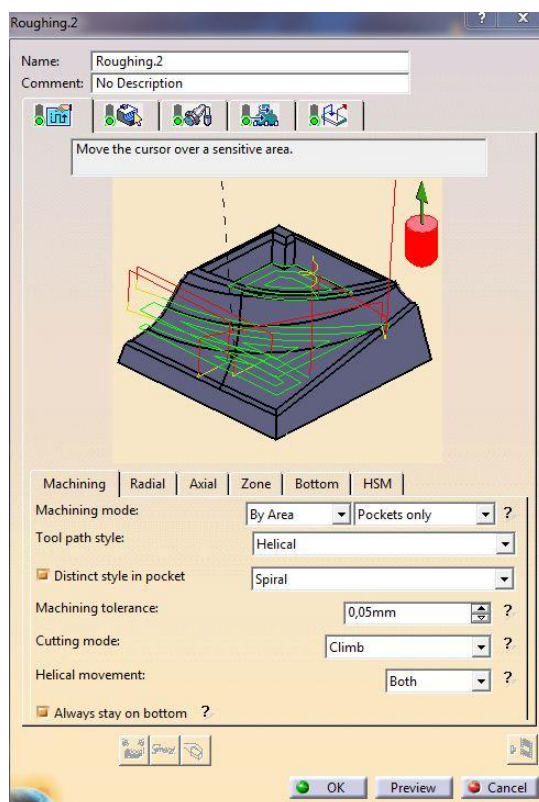 Roughing.2
Name: Roughing.2
Comment: No Description
Move the cursor over a sensitive area.
Machining Radial Axial Zone Bottom HSM
Machining mode: By Area Pockets only ?
Tool path style: Helical
Distinct style in pocket Spiral
Machining tolerance: 0,05mm ?
Cutting mode: Climb ?
Helical movement: Both ?
Always stay on bottom ?
OK Preview Cancel